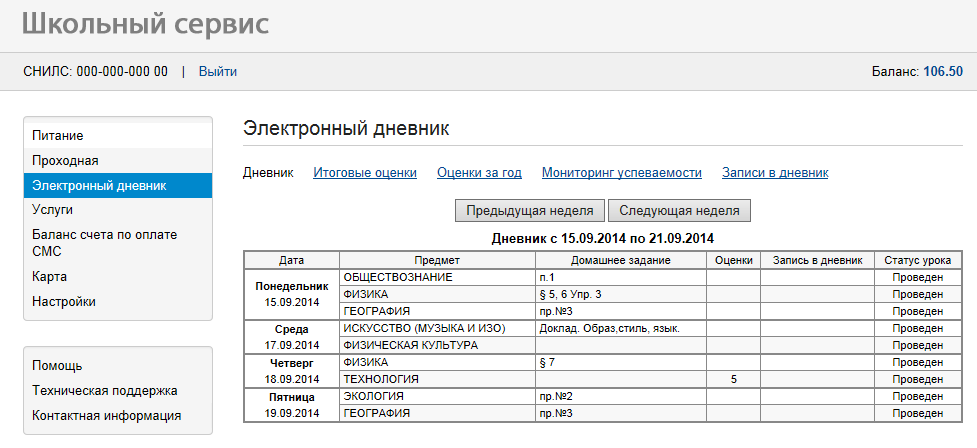 Школьный сервис
СНИЛС: 000-000-000 00 | Выйти Баланс: 106.50
Питание
Проходная
Электронный дневник
Услуги
Баланс счета по оплате
СМС
Карта
Настройки
Помощь
Техническая поддержка
Контактная информация
Электронный дневник
Дневник Итоговые оценки Оценки за год Мониторинг успеваемости Записи в дневник
Предыдущая неделя Следующая неделя
Дневник с 15.09.2014 по 21.09.2014
Дата Предмет Домашнее задание Оценки Запись в дневник Статус урока
Понедельник
15.09.2014
ОБЩЕСТВОЗНАНИЕ п.1 Проведен
ФИЗИКА § 5, 6 Упр. 3 Проведен
ГЕОГРАФИЯ пр.№3 Проведен
Среда
17.09.2014
ИСКУССТВО (МУЗЫКА И ИЗО) Доклад. Образ,стиль, язык. Проведен
ФИЗИЧЕСКАЯ КУЛЬТУРА Проведен
Четверг
18.09.2014
ФИЗИКА § 7 Проведен
ТЕХНОЛОГИЯ 5 Проведен
Пятница
19.09.2014
ЭКОЛОГИЯ пр.№2 Проведен
ГЕОГРАФИЯ пр.№3 Проведен